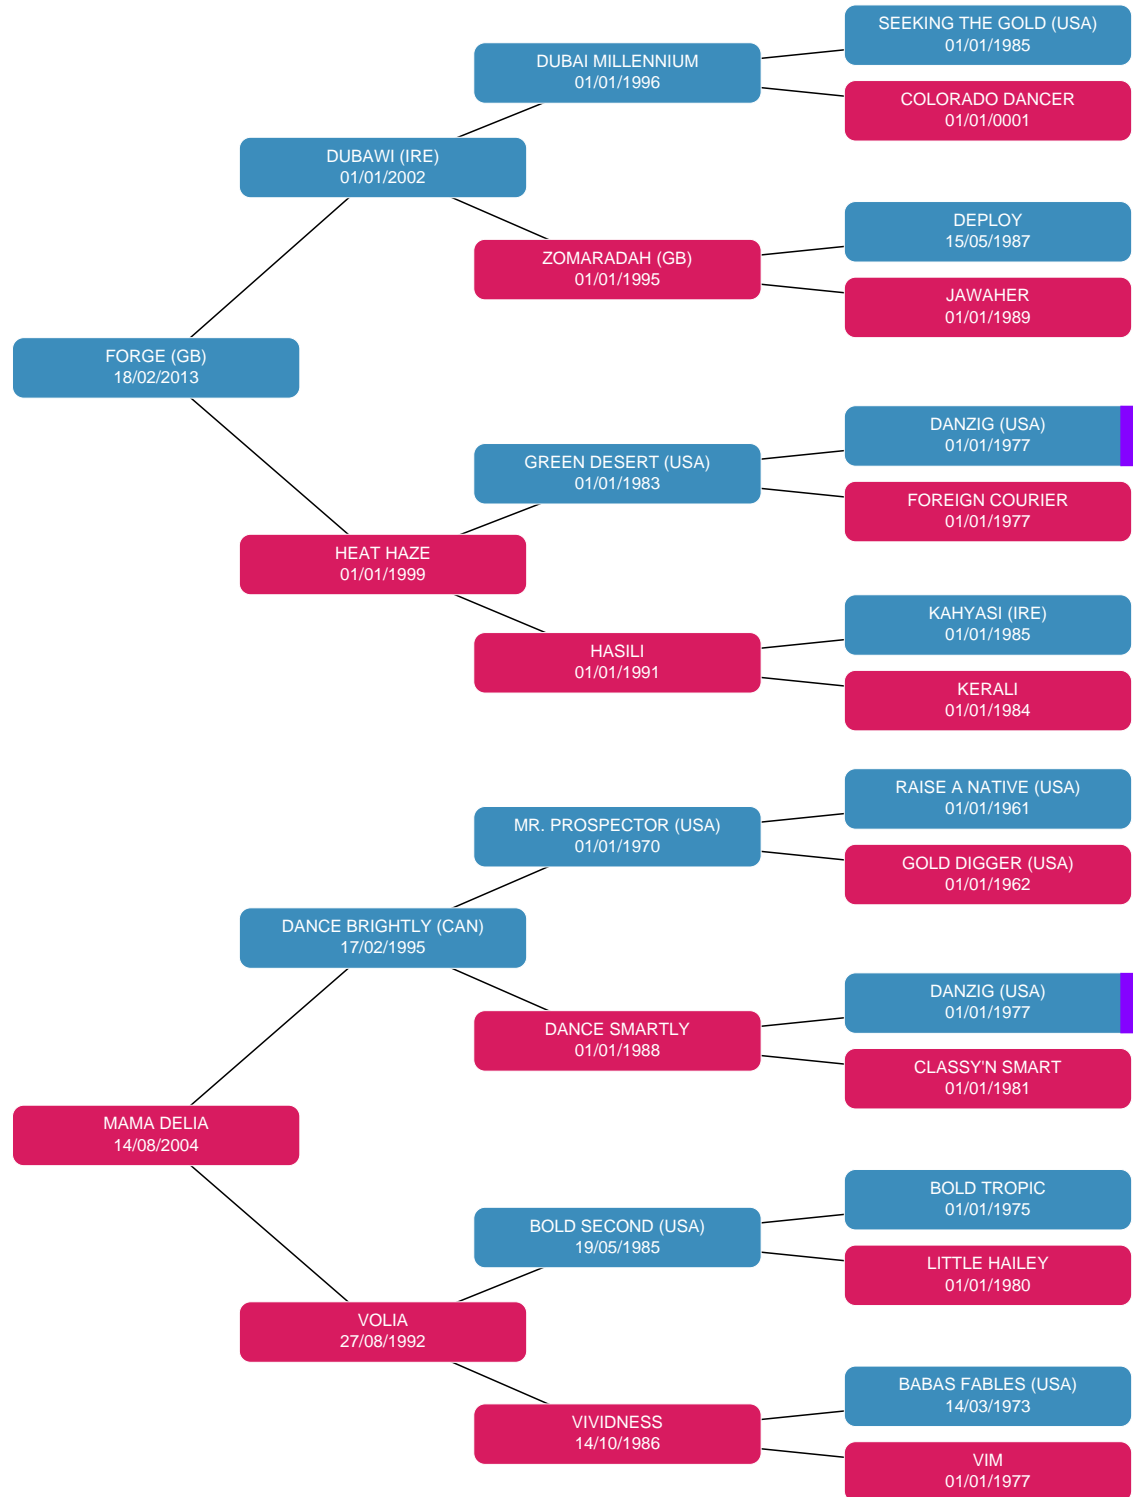 SEEKING THE GOLD (USA)
01/01/1985
DUBAI MILLENNIUM
01/01/1996
COLORADO DANCER
01/01/0001
DUBAWI (IRE)
01/01/2002
DEPLOY
15/05/1987
ZOMARADAH (GB)
01/01/1995
JAWAHER
01/01/1989
FORGE (GB)
18/02/2013
DANZIG (USA)
01/01/1977
GREEN DESERT (USA)
01/01/1983
FOREIGN COURIER
01/01/1977
HEAT HAZE
01/01/1999
KAHYASI (IRE)
01/01/1985
HASILI
01/01/1991
KERALI
01/01/1984
RAISE A NATIVE (USA)
01/01/1961
MR. PROSPECTOR (USA)
01/01/1970
GOLD DIGGER (USA)
01/01/1962
DANCE BRIGHTLY (CAN)
17/02/1995
DANZIG (USA)
01/01/1977
DANCE SMARTLY
01/01/1988
CLASSY'N SMART
01/01/1981
MAMA DELIA
14/08/2004
BOLD TROPIC
01/01/1975
BOLD SECOND (USA)
19/05/1985
LITTLE HAILEY
01/01/1980
VOLIA
27/08/1992
BABAS FABLES (USA)
14/03/1973
VIVIDNESS
14/10/1986
VIM
01/01/1977